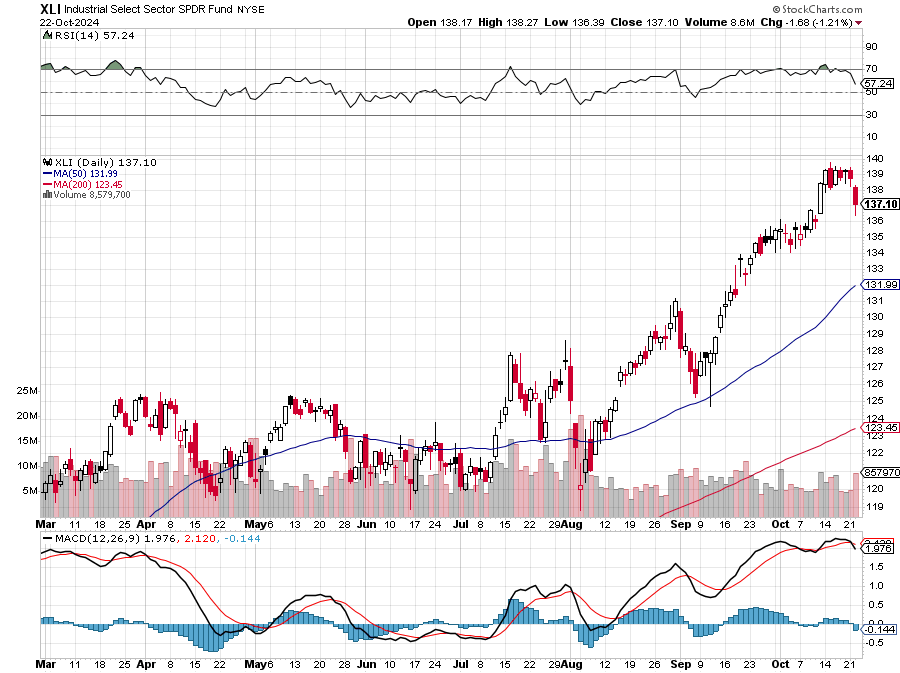 XLI Industrial Select Sector SPDR Fund NYSE
© StockCharts.com
22-Oct-2024
Open 138.17 High 138.27 Low 136.39 Close 137.10 Volume 8.6M Chg -1.68 (-1.21%)
RSI(14) 57.24
90
70
57.24
50
30
10
XLI (Daily) 137.10
MA(50) 131.99
MA(200) 123.45
Volume 8,579,700
140
139
138
137.10
136
135
134
133
131.99
131
130
129
128
127
126
125
124
123.45
123
122
857970
120
119
25M
20M
15M
10M
5M
Mar 11 18 25 Apr 8 15 22 May 6 13 20 28 Jun 10 17 24 Jul 8 15 22 29 Aug 12 19 26 Sep 9 16 23 Oct 7 14 21
MACD(12,26,9) 1.976, 2.120, -0.144
1.976
1.5
1.0
0.5
0.0
-0.144
-0.5
Mar 11 18 25 Apr 8 15 22 May 6 13 20 28 Jun 10 17 24 Jul 8 15 22 29 Aug 12 19 26 Sep 9 16 23 Oct 7 14 21